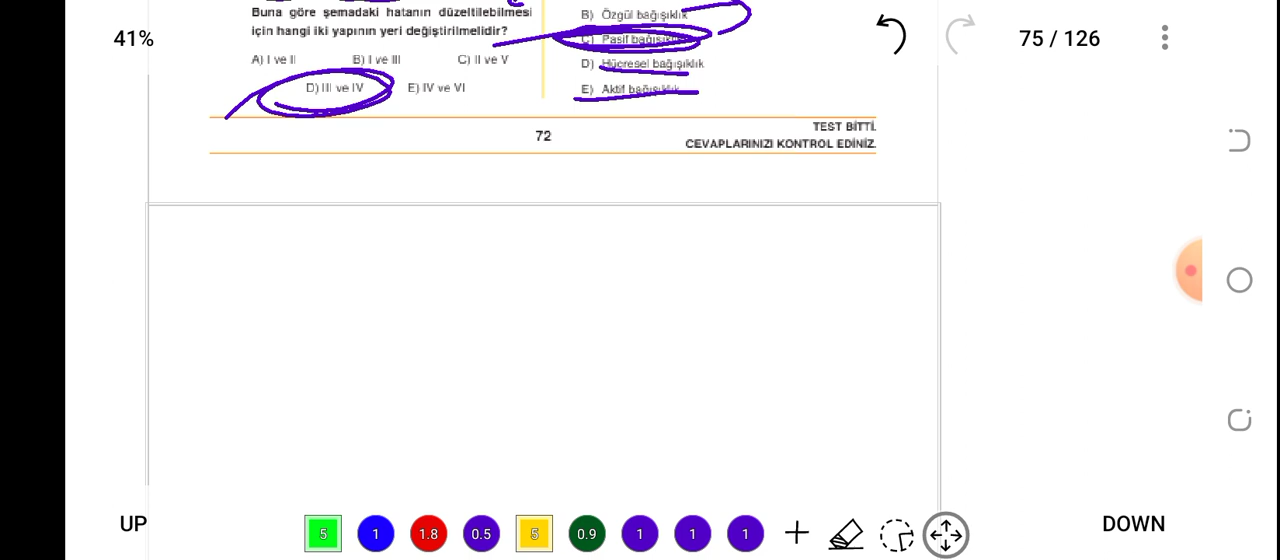 41%
75 / 126
Buna göre şemadaki hatanın düzeltilebilmesi
için hangi iki yapının yeri değiştirilmelidir?
A) I ve II B) I ve III C) II ve V
D) III ve IV E) IV ve VI
B) Özgül bağışıklık
C) Pasif bağışıklık
D) Hücresel bağışıklık
E) Aktif bağışıklık
72
TEST BİTTİ.
CEVAPLARINIZI KONTROL EDİNİZ.
UP
5 1 1.8 0.5 5 0.9 1 1 1
DOWN